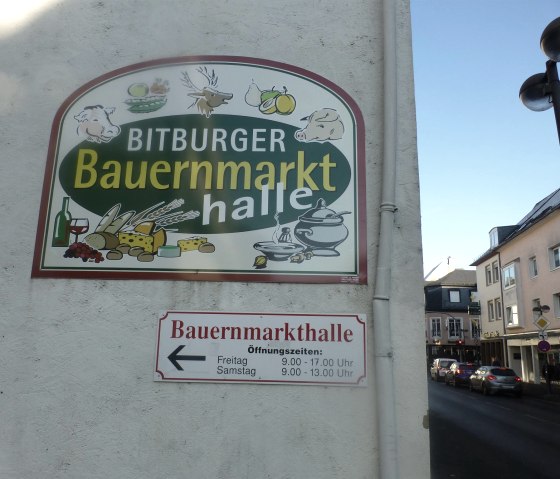 BITBURGER
Bauernmarkt
halle
Bauernmarkthalle
Öffnungszeiten:
Freitag 9.00 - 17.00 Uhr
Samstag 9.00 - 13.00 Uhr